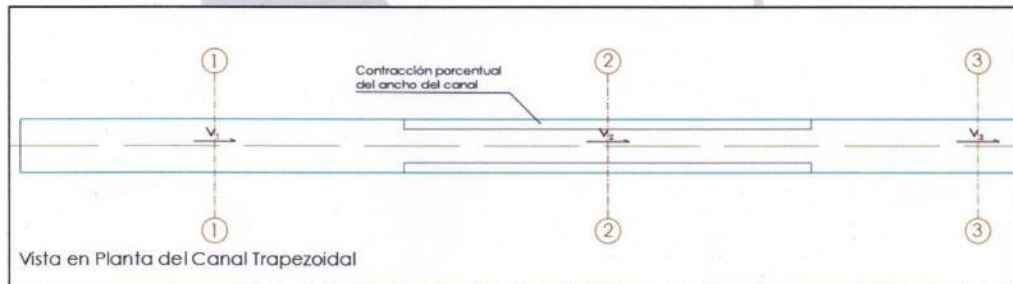 1
2
3
Contracción porcentual
del ancho del canal
V₁
V₂
V₃
1
2
3
Vista en Planta del Canal Trapezoidal